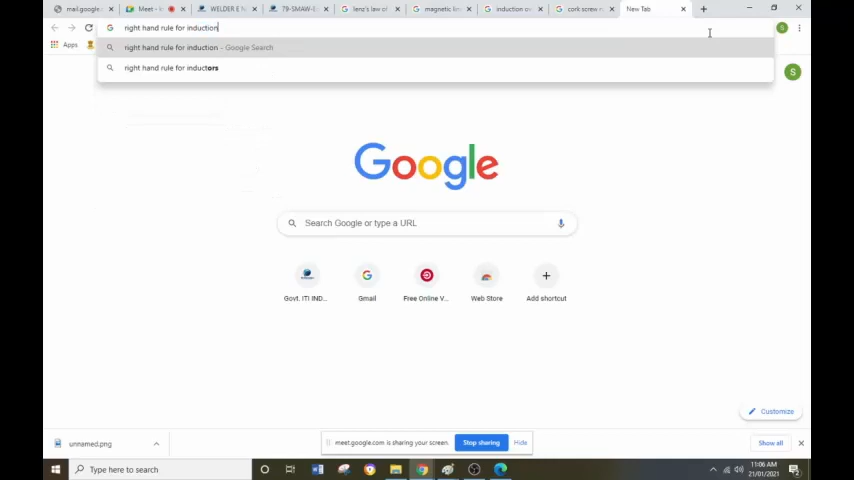 mail.google.
Meet - In
WELDER E N
79-SMAW-E
lenz's law of
magnetic lin
induction ov
cork screw r
New Tab
right hand rule for induction
Apps
right hand rule for induction - Google Search
right hand rule for inductors
S
Google
Search Google or type a URL
Govt. ITI IND...
Gmail
Free Online V...
Web Store
Add shortcut
Customize
unnamed.png
meet.google.com is sharing your screen.
Stop sharing
Hide
Show all
Type here to search
11:06 AM
21/01/2021